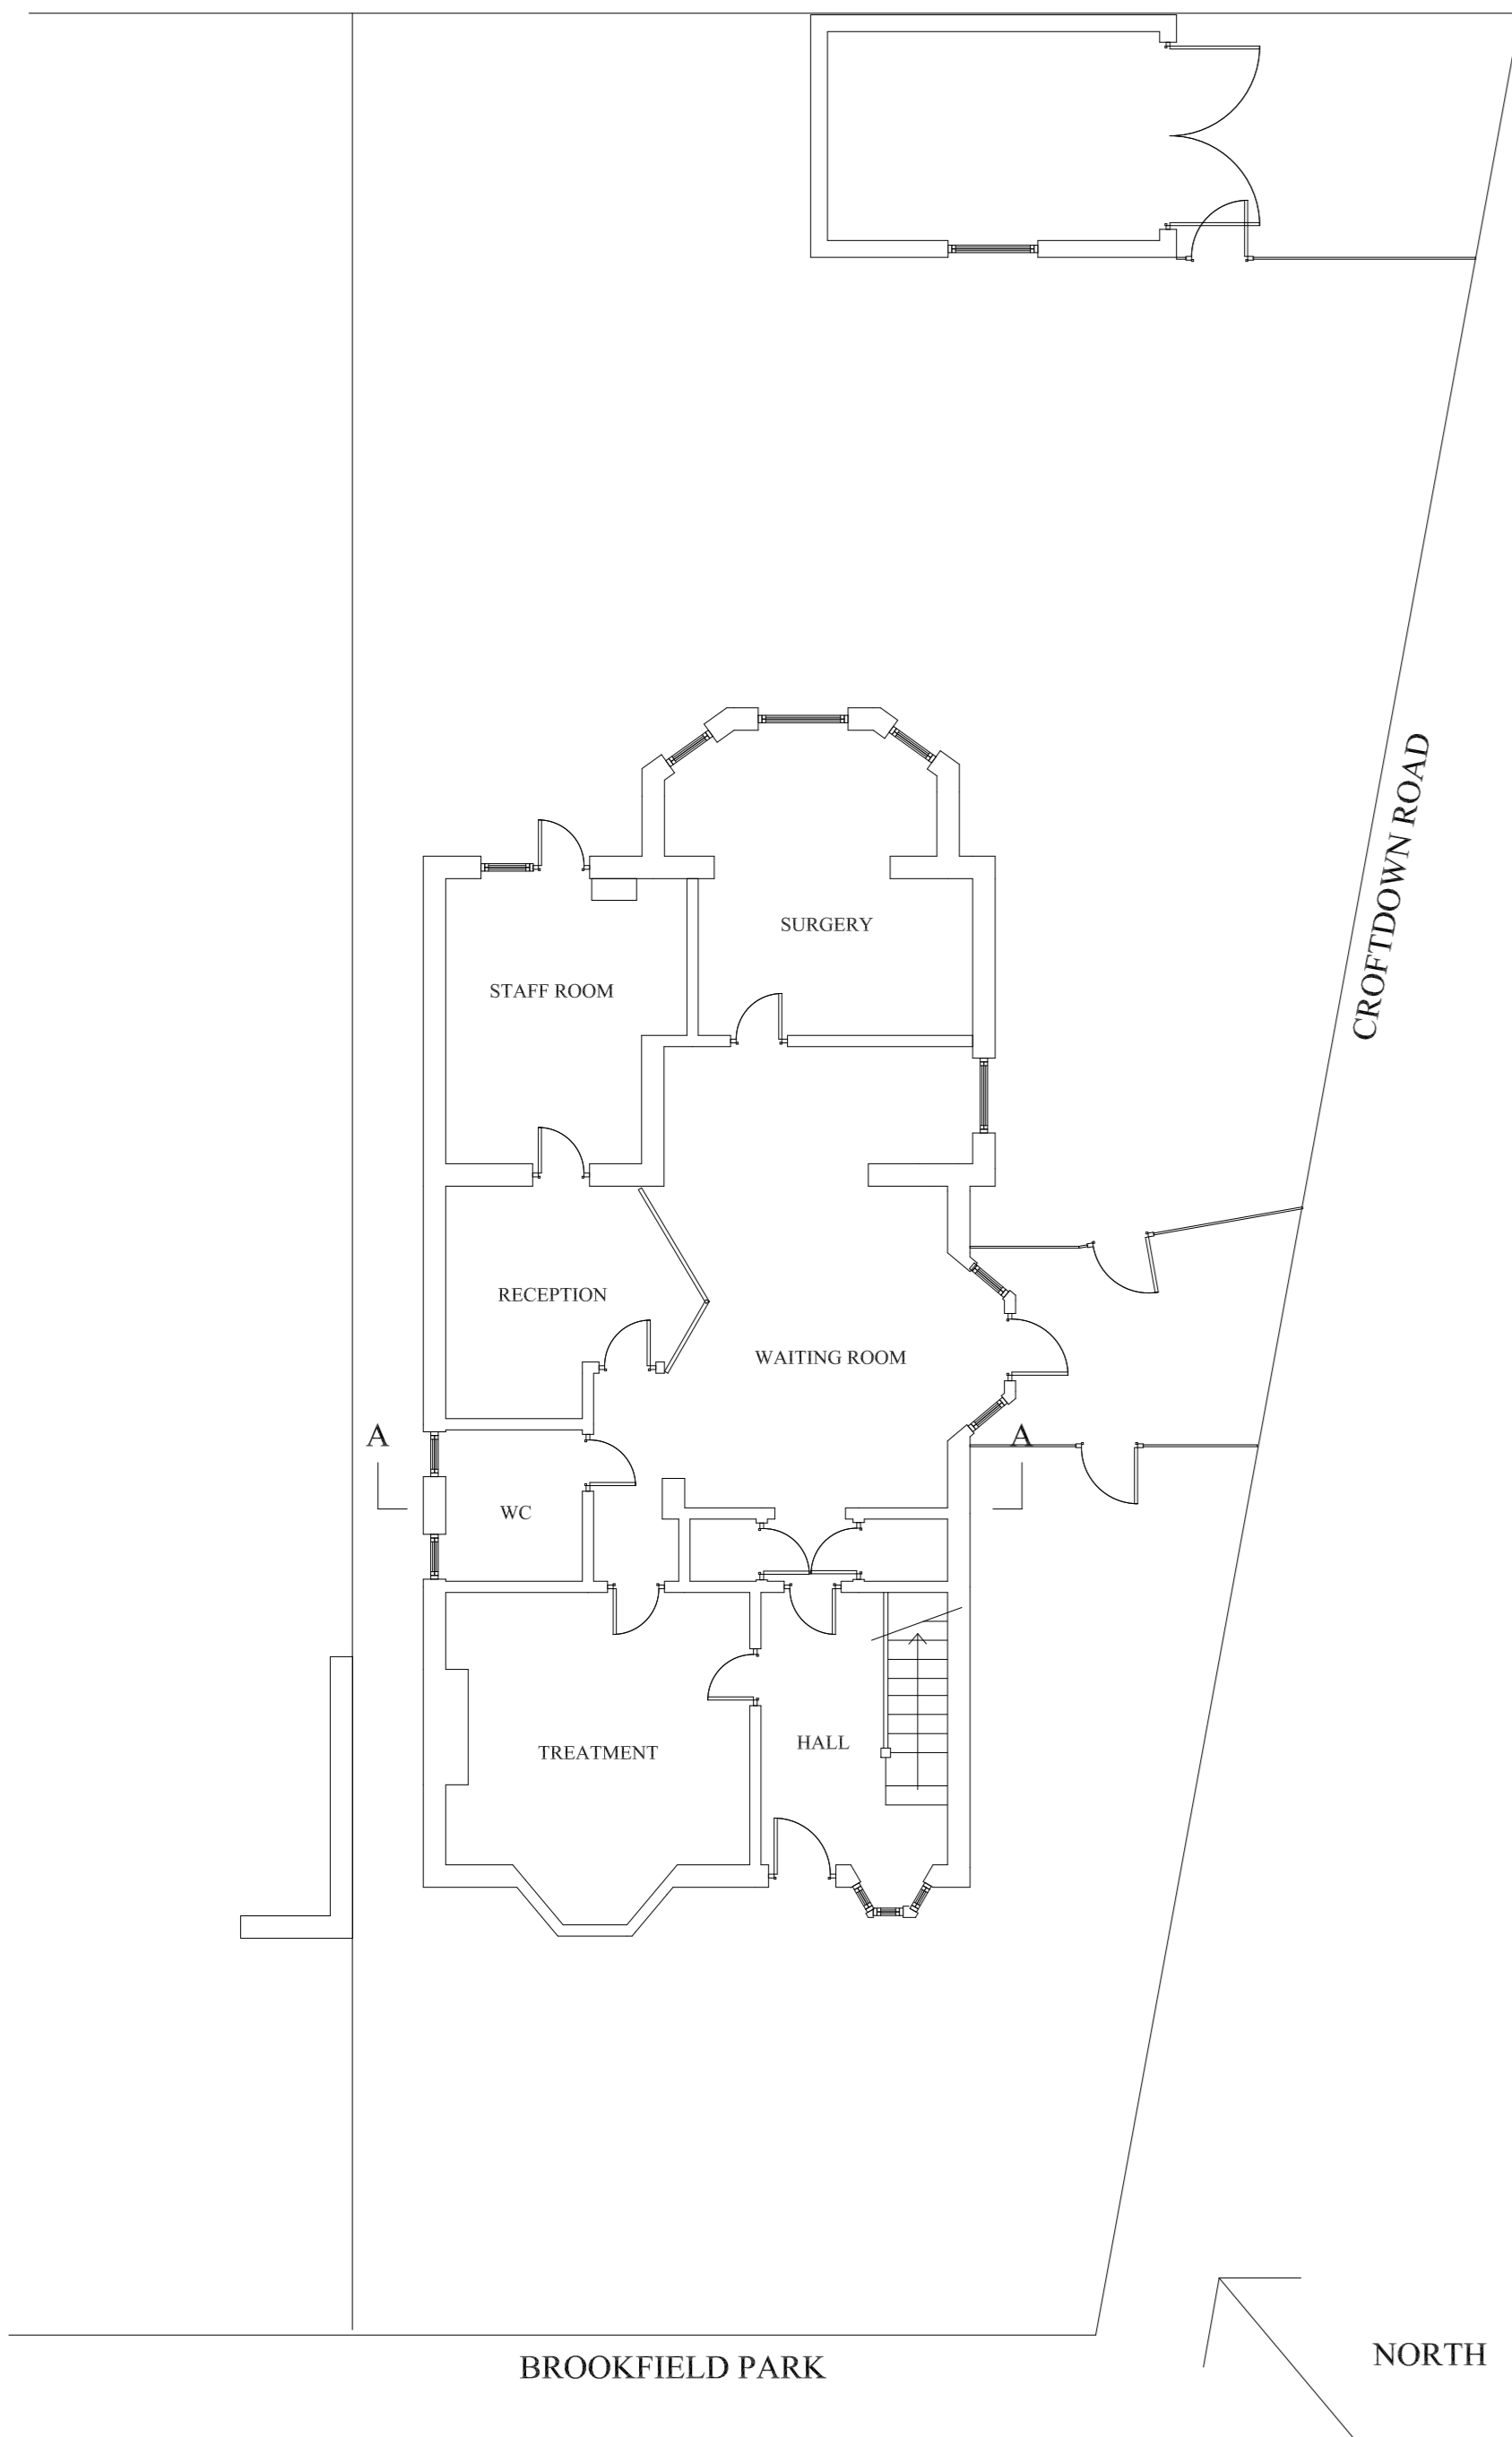 CROFTDOWN ROAD
SURGERY
STAFF ROOM
RECEPTION
WAITING ROOM
A
A
WC
HALL
TREATMENT
NORTH
BROOKFIELD PARK